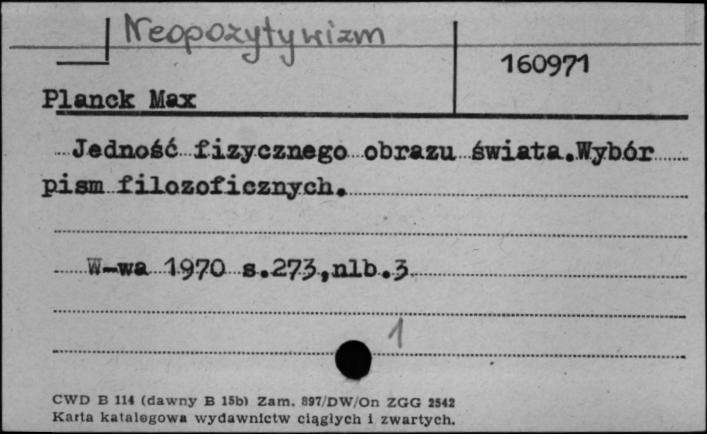 Neopozytywizm
160971
Planck Max
Jedność fizycznego obrazu świata.Wybór
pism filozoficznych.
W-wa 1970 s.273,nlb.3
1
CWD B 114 (dawny B 15b) Zam. 897/DW/On ZGG 2542
Karta katalogowa wydawnictw ciągłych i zwartych.